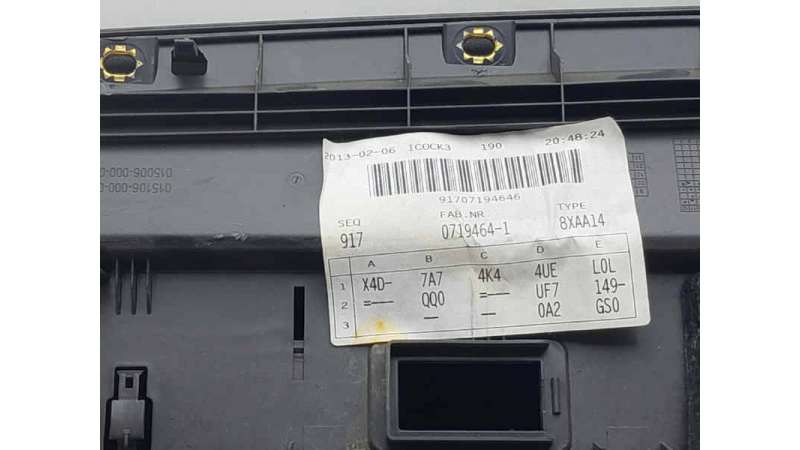 2013-02-06 ICOCK3 190 20:48:24
91707194646
SEQ FAB.NR TYPE
917 0719464-1 8XAA14
A B C D E
1 X4D- 7A7 4K4 4UE L0L
2 =-- QQ0 =-- UF7 149-
3 - - 0A2 GS0